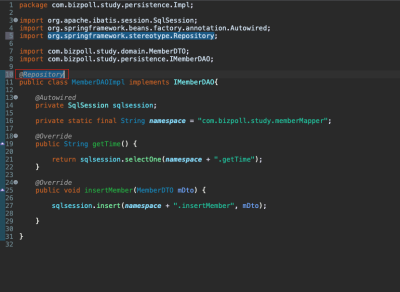 1 package com.bizpoll.study.persistence.Impl;
2
3 import org.apache.ibatis.session.SqlSession;
4 import org.springframework.beans.factory.annotation.Autowired;
5 import org.springframework.stereotype.Repository;
6
7 import com.bizpoll.study.domain.MemberDTO;
8 import com.bizpoll.study.persistence.IMemberDAO;
9
10 @Repository
11 public class MemberDAOImpl implements IMemberDAO{
12
13 @Autowired
14 private SqlSession sqlsession;
15
16 private static final String namespace = "com.bizpoll.study.memberMapper";
17
18 @Override
19 public String getTime() {
20
21 return sqlsession.selectOne(namespace + ".getTime");
22 }
23
24 @Override
25 public void insertMember(MemberDTO mDto) {
26
27 sqlsession.insert(namespace + ".insertMember", mDto);
28
29 }
30
31 }
32